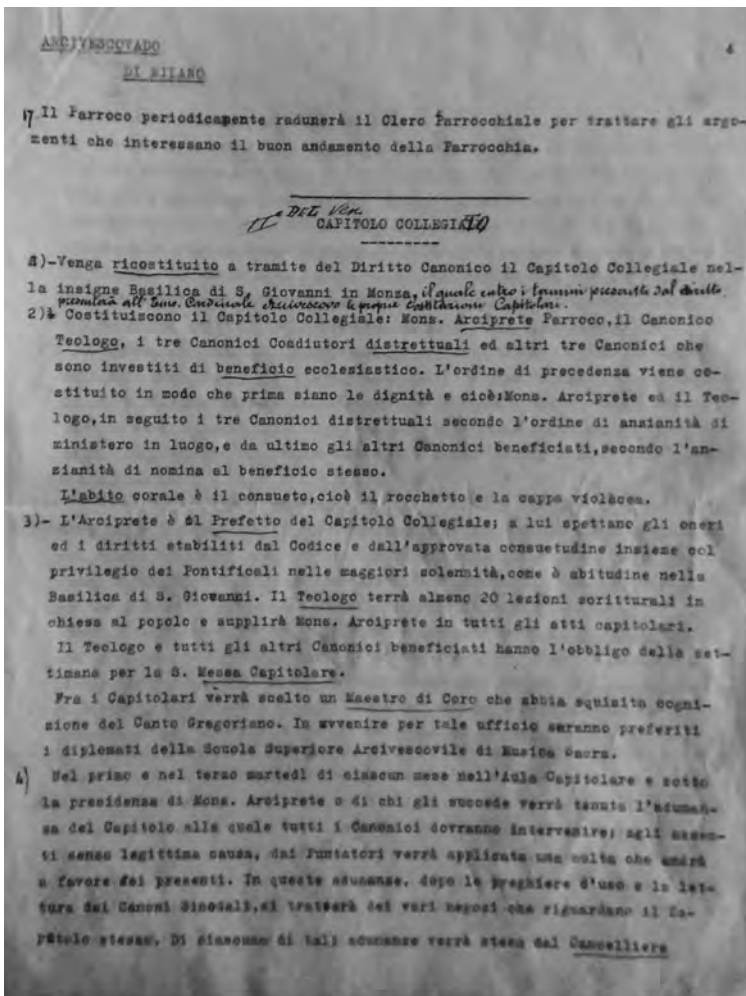 ARCIVESCOVADO
4
DI MILANO
17.Il Parroco periodicamente radunerà il Clero Parrocchiale per trattare gli argo-
menti che interessano il buon andamento della Parrocchia.
DEL Ven.
CAPITOLO COLLEGIATO
1)-Venga ricostituito a tramite del Diritto Canonico il Capitolo Collegiale nel-
la insigne Basilica di S. Giovanni in Monza, il quale entro i termini prescritti dal diritto
presenterà all'Emo. Cardinale Arcivescovo le proprie Costituzioni Capitolari.
2) Costituiscono il Capitolo Collegiale: Mons. Arciprete Parroco,il Canonico
Teologo, i tre Canonici Coadiutori distrettuali ed altri tre Canonici che
sono investiti di beneficio ecclesiastico. L'ordine di precedenza viene co-
stituito in modo che prima siano le dignità e cioè:Mons. Arciprete ed il Teo-
logo,in seguito i tre Canonici distrettuali secondo l'ordine di anzianità di
ministero in luogo,e da ultimo gli altri Canonici beneficiati,secondo l'an-
zianità di nomina al beneficio stesso.
L'abito corale è il consueto,cioè il rocchetto e la cappa violàcea.
3)- L'Arciprete è il Prefetto del Capitolo Collegiale; a lui spettano gli oneri
ed i diritti stabiliti dal Codice e dall'approvata consuetudine insieme col
privilegio dei Pontificali nelle maggiori solennità,come è abitudine nella
Basilica di S. Giovanni. Il Teologo terrà almeno 20 lezioni scritturali in
chiesa al popolo e supplirà Mons. Arciprete in tutti gli atti capitolari.
Il Teologo e tutti gli altri Canonici beneficiati hanno l'obbligo della set-
timana per la S. Messa Capitolare.
Fra i Capitolari verrà scelto un Maestro di Coro che abbia squisita cogni-
zione del Canto Gregoriano. In avvenire per tale ufficio saranno preferiti
i diplomati della Scuola Superiore Arcivescovile di Musica Sacra.
4) Nel primo e nel terzo martedì di ciascun mese nell'Aula Capitolare e sotto
la presidenza di Mons. Arciprete o di chi gli succede verrà tenuta l'adunan-
za del Capitolo alla quale tutti i Canonici dovranno intervenire; agli assen-
ti senza legittima causa, dai Puntatori verrà applicata una multa che andrà
a favore dei presenti. In queste adunanze, dopo le preghiere d'uso e la let-
tura dei Canoni Sinodali,si tratterà dei vari negozi che riguardano il Ca-
pitolo stesso. Di ciascuna di tali adunanze verrà steso dal Cancelliere